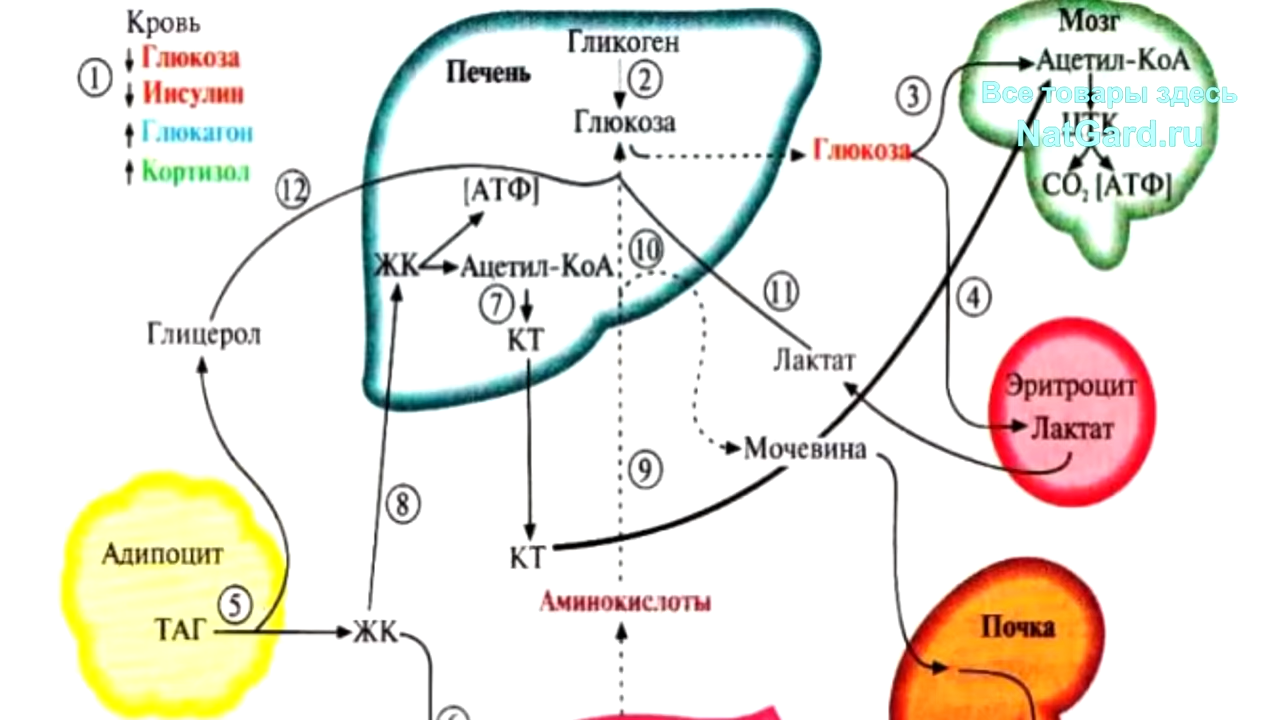 Кровь
① ↓ Глюкоза
↓ Инсулин
↑ Глюкагон
↑ Кортизол
Печень
Гликоген
②
Глюкоза
Глюкоза
③
Мозг
Ацетил-КоА
Все товары здесь
ЦТК
NatGard.ru
CO₂ [АТФ]
⑫
[АТФ]
ЖК
Ацетил-КоА
⑩
⑦
КТ
⑪
④
Глицерол
Лактат
Эритроцит
Лактат
Мочевина
⑧
⑨
КТ
Адипоцит
⑤
ТАГ
ЖК
Аминокислоты
Почка